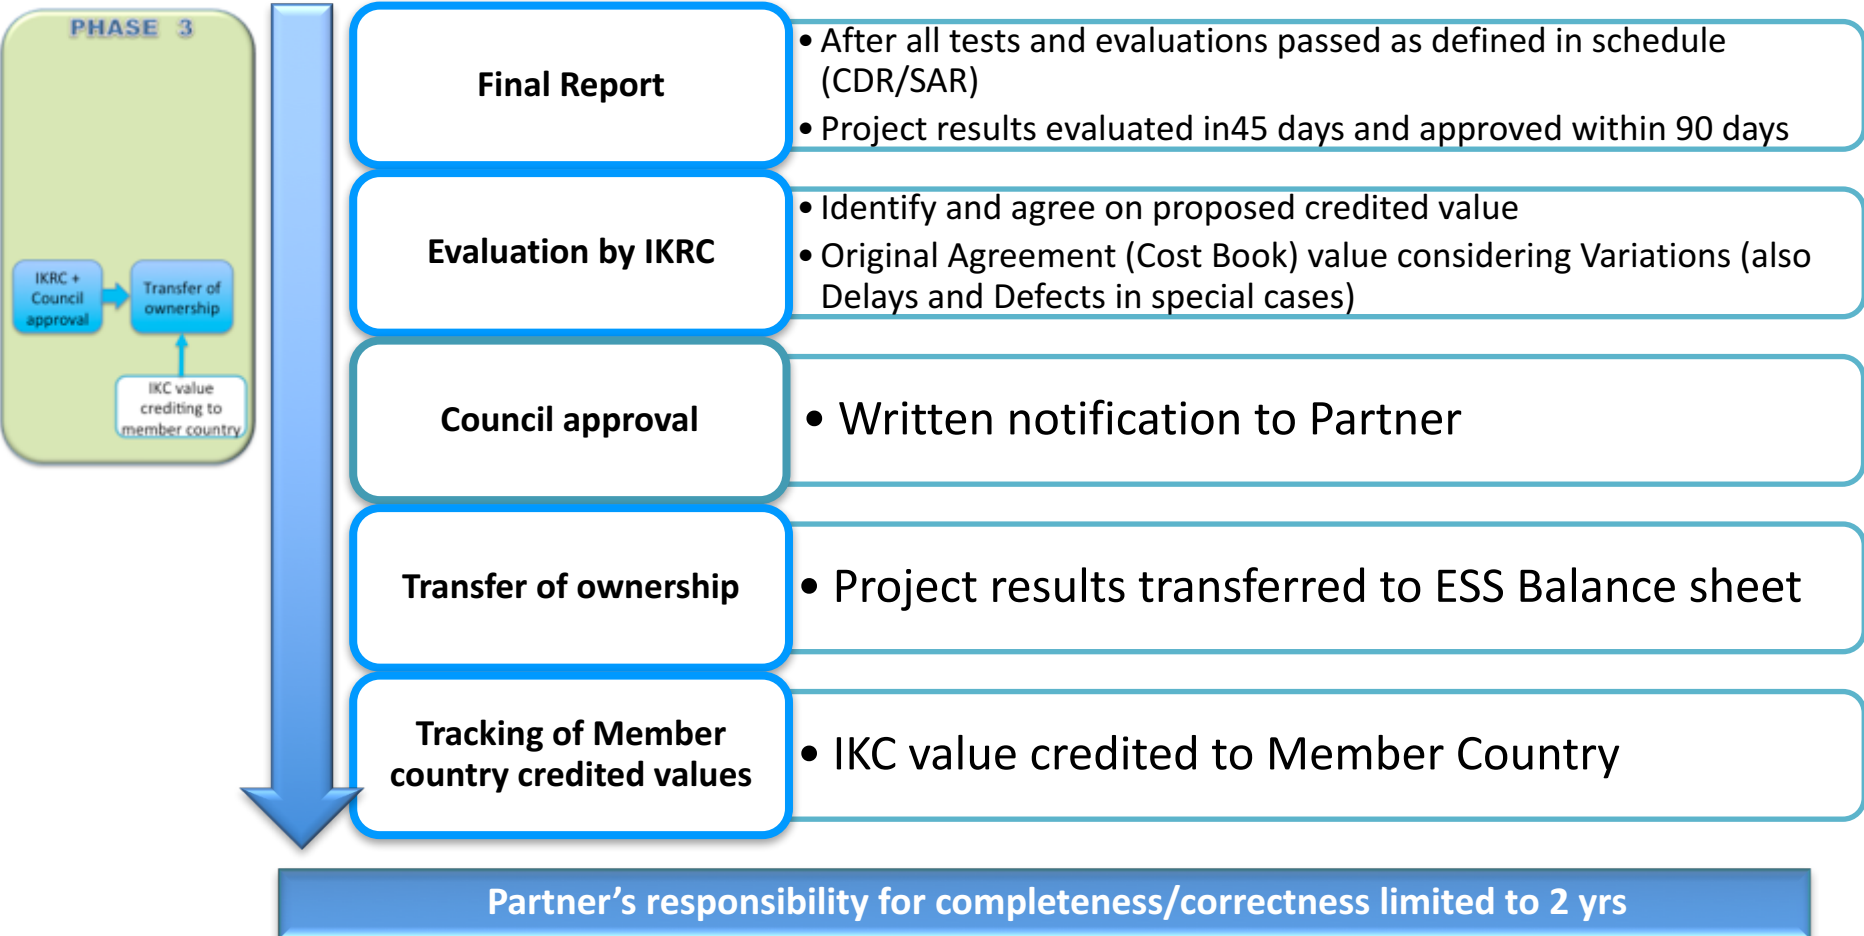 PHASE 3
IKRC +
Council
approval
Transfer of
ownership
IKC value
crediting to
member country
Final Report
• After all tests and evaluations passed as defined in schedule
(CDR/SAR)
• Project results evaluated in45 days and approved within 90 days
Evaluation by IKRC
• Identify and agree on proposed credited value
• Original Agreement (Cost Book) value considering Variations (also
Delays and Defects in special cases)
Council approval
• Written notification to Partner
Transfer of ownership
• Project results transferred to ESS Balance sheet
Tracking of Member
country credited values
• IKC value credited to Member Country
Partner’s responsibility for completeness/correctness limited to 2 yrs